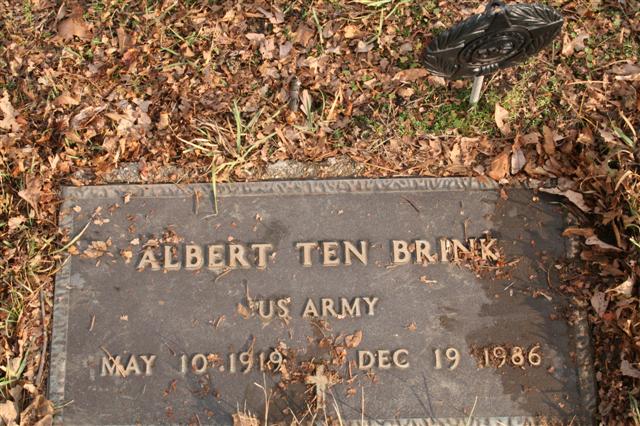 ALBERT TEN BRINK
US ARMY
MAY 10 1919 DEC 19 1986